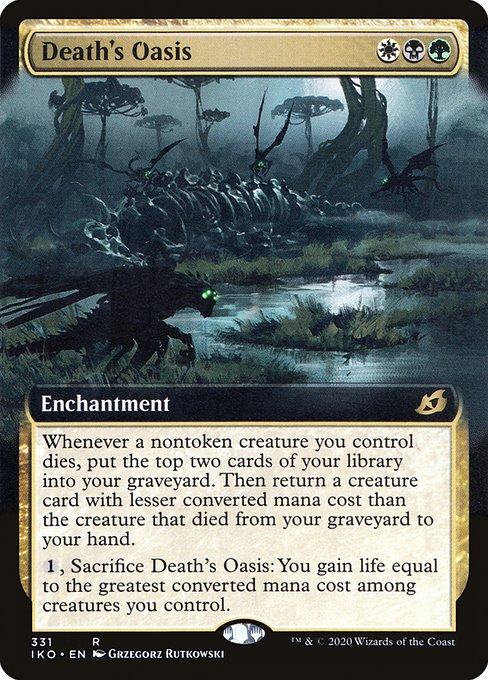 Death's Oasis
Enchantment
Whenever a nontoken creature you control
dies, put the top two cards of your library
into your graveyard. Then return a creature
card with lesser converted mana cost than
the creature that died from your graveyard to
your hand.
1, Sacrifice Death's Oasis: You gain life equal
to the greatest converted mana cost among
creatures you control.
331 R
IKO • EN Grzegorz Rutkowski
™ & © 2020 Wizards of the Coast